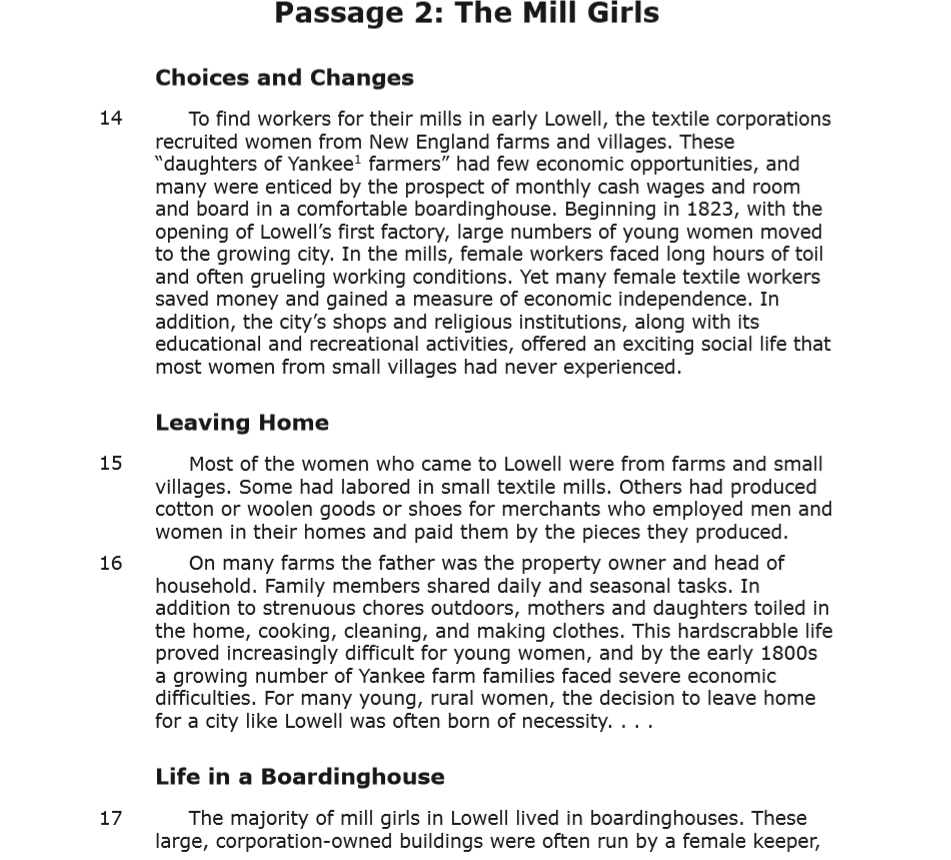 Passage 2: The Mill Girls
Choices and Changes
14 To find workers for their mills in early Lowell, the textile corporations
recruited women from New England farms and villages. These
“daughters of Yankee¹ farmers” had few economic opportunities, and
many were enticed by the prospect of monthly cash wages and room
and board in a comfortable boardinghouse. Beginning in 1823, with the
opening of Lowell’s first factory, large numbers of young women moved
to the growing city. In the mills, female workers faced long hours of toil
and often grueling working conditions. Yet many female textile workers
saved money and gained a measure of economic independence. In
addition, the city’s shops and religious institutions, along with its
educational and recreational activities, offered an exciting social life that
most women from small villages had never experienced.
Leaving Home
15 Most of the women who came to Lowell were from farms and small
villages. Some had labored in small textile mills. Others had produced
cotton or woolen goods or shoes for merchants who employed men and
women in their homes and paid them by the pieces they produced.
16 On many farms the father was the property owner and head of
household. Family members shared daily and seasonal tasks. In
addition to strenuous chores outdoors, mothers and daughters toiled in
the home, cooking, cleaning, and making clothes. This hardscrabble life
proved increasingly difficult for young women, and by the early 1800s
a growing number of Yankee farm families faced severe economic
difficulties. For many young, rural women, the decision to leave home
for a city like Lowell was often born of necessity. . . .
Life in a Boardinghouse
17 The majority of mill girls in Lowell lived in boardinghouses. These
large, corporation-owned buildings were often run by a female keeper,